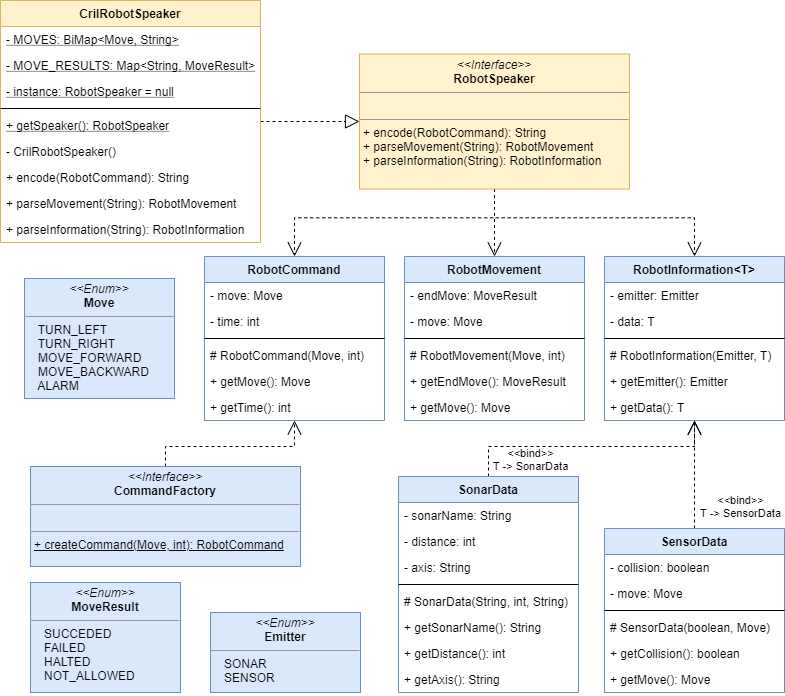 CrilRobotSpeaker
- MOVES: BiMap<Move, String>
- MOVE_RESULTS: Map<String, MoveResult>
- instance: RobotSpeaker = null
+ getSpeaker(): RobotSpeaker
- CrilRobotSpeaker()
+ encode(RobotCommand): String
+ parseMovement(String): RobotMovement
+ parseInformation(String): RobotInformation
<<Interface>>
RobotSpeaker
+ encode(RobotCommand): String
+ parseMovement(String): RobotMovement
+ parseInformation(String): RobotInformation
<<Enum>>
Move
TURN_LEFT
TURN_RIGHT
MOVE_FORWARD
MOVE_BACKWARD
ALARM
RobotCommand
- move: Move
- time: int
# RobotCommand(Move, int)
+ getMove(): Move
+ getTime(): int
RobotMovement
- endMove: MoveResult
- move: Move
# RobotMovement(Move, int)
+ getEndMove(): MoveResult
+ getMove(): Move
RobotInformation<T>
- emitter: Emitter
- data: T
# RobotInformation(Emitter, T)
+ getEmitter(): Emitter
+ getData(): T
<<Interface>>
CommandFactory
+ createCommand(Move, int): RobotCommand
<<bind>>
T -> SonarData
SonarData
- sonarName: String
- distance: int
- axis: String
# SonarData(String, int, String)
+ getSonarName(): String
+ getDistance(): int
+ getAxis(): String
<<bind>>
T -> SensorData
SensorData
- collision: boolean
- move: Move
# SensorData(boolean, Move)
+ getCollision(): boolean
+ getMove(): Move
<<Enum>>
MoveResult
SUCCEDED
FAILED
HALTED
NOT_ALLOWED
<<Enum>>
Emitter
SONAR
SENSOR